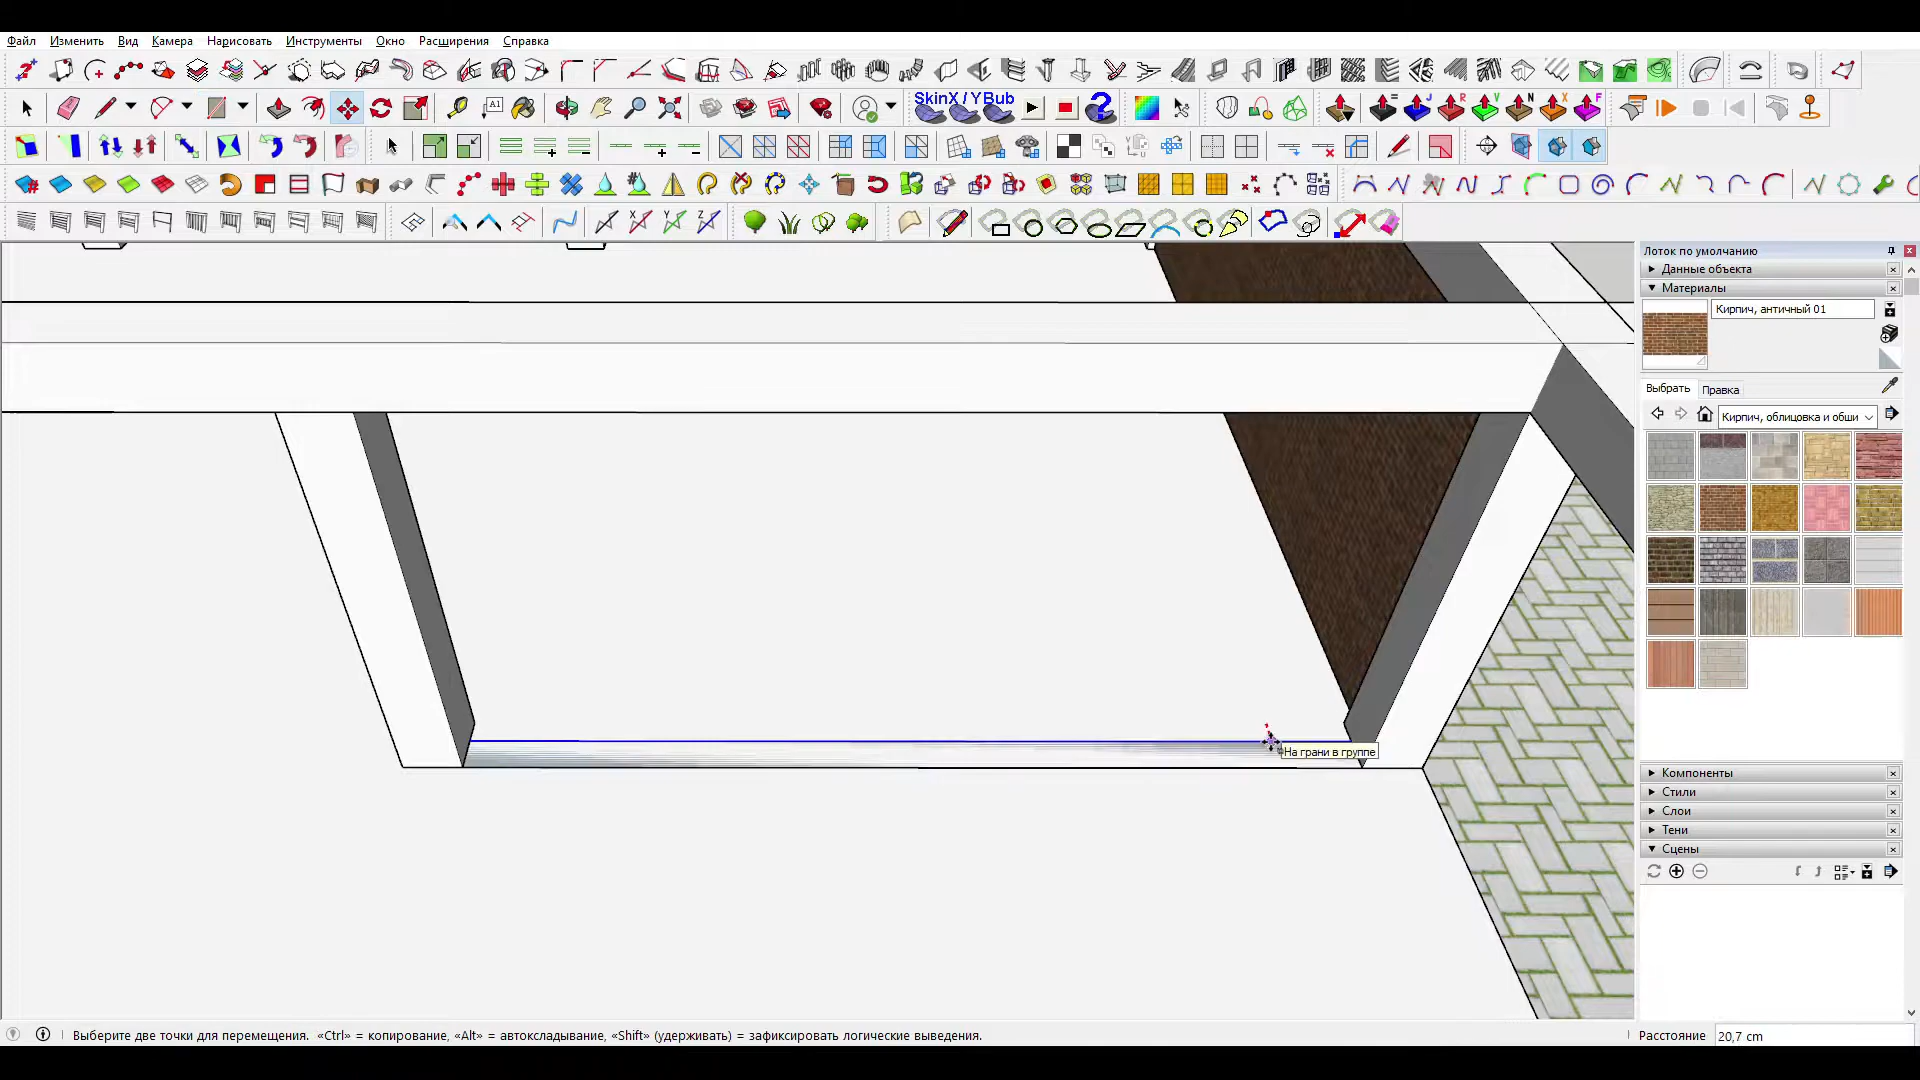 Файл Изменить Вид Камера Нарисовать Инструменты Окно Расширения Справка
A1
SkinX / YBub
X Y Z
Лоток по умолчанию
Данные объекта
Материалы
Кирпич, античный 01
Выбрать Правка
Кирпич, облицовка и обши
На грани в группе
Компоненты
Стили
Слои
Тени
Сцены
Выберите две точки для перемещения. «Ctrl» = копирование, «Alt» = автоскладывание, «Shift» (удерживать) = зафиксировать логические выведения.
Расстояние 20,7 cm